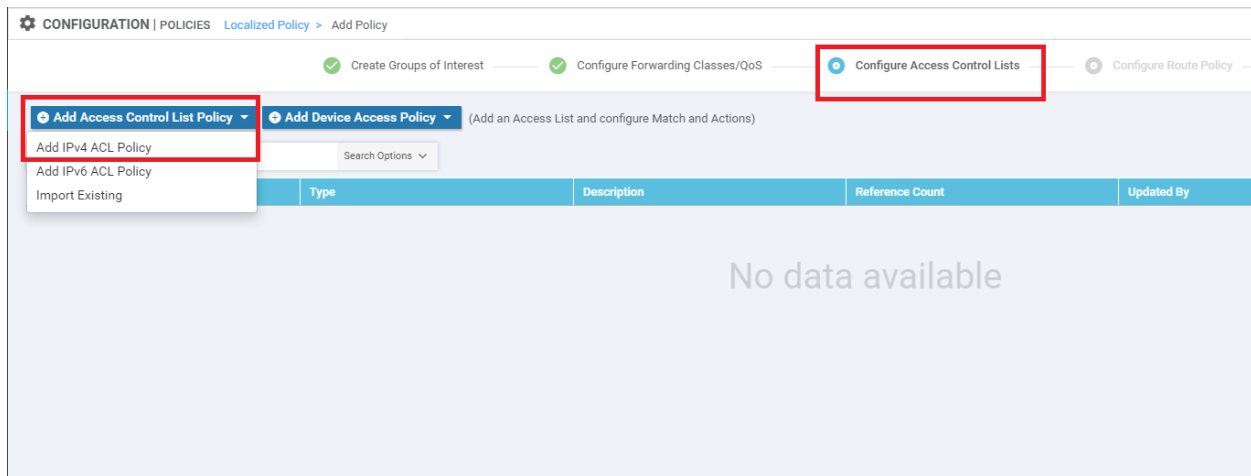 CONFIGURATION | POLICIES Localized Policy > Add Policy
Create Groups of Interest Configure Forwarding Classes/QoS Configure Access Control Lists Configure Route Policy
Add Access Control List Policy Add Device Access Policy (Add an Access List and configure Match and Actions)
Add IPv4 ACL Policy Search Options
Add IPv6 ACL Policy
Import Existing Type Description Reference Count Updated By
No data available